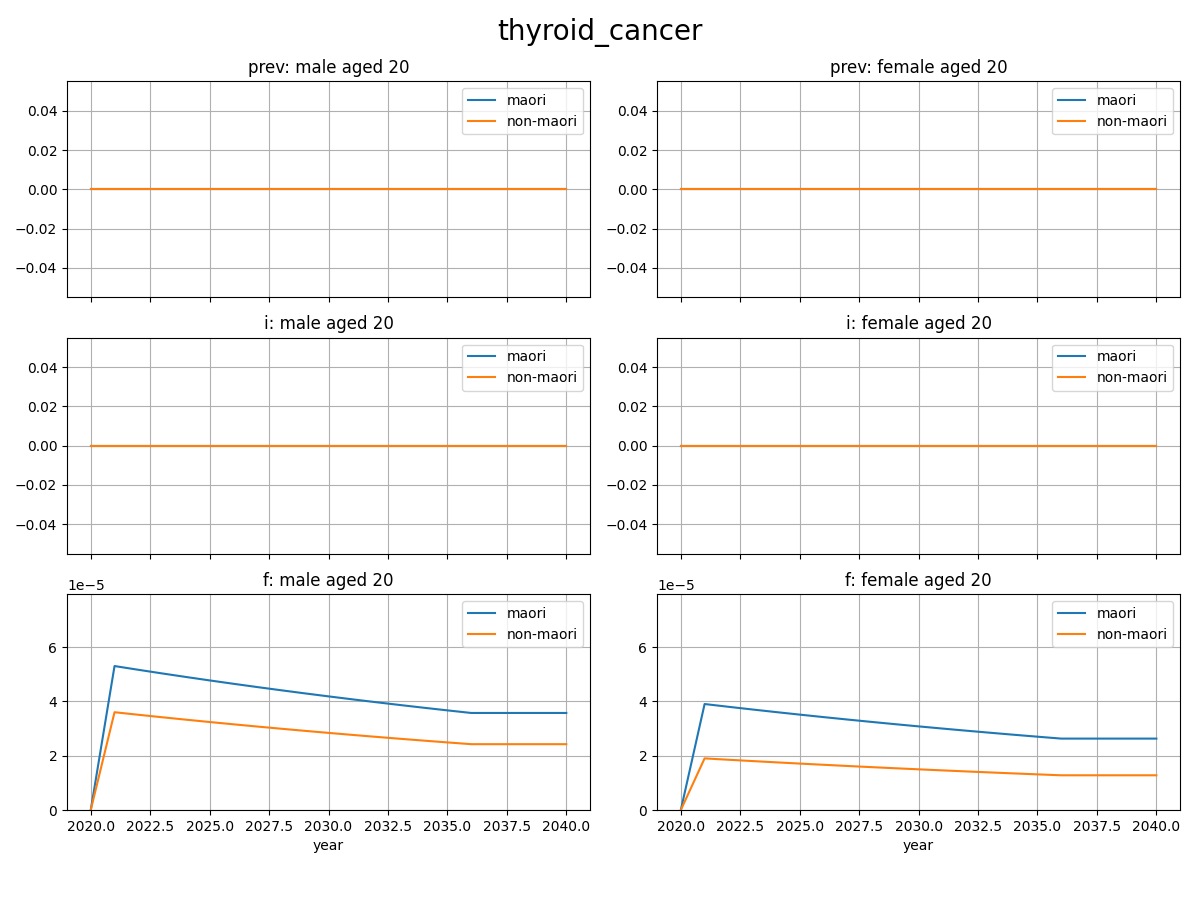 thyroid_cancer
prev: male aged 20
0.04
0.02
0.00
−0.02
−0.04
maori
non-maori
prev: female aged 20
0.04
0.02
0.00
−0.02
−0.04
maori
non-maori
i: male aged 20
0.04
0.02
0.00
−0.02
−0.04
maori
non-maori
i: female aged 20
0.04
0.02
0.00
−0.02
−0.04
maori
non-maori
f: male aged 20
1e−5
6
4
2
0
maori
non-maori
2020.0 2022.5 2025.0 2027.5 2030.0 2032.5 2035.0 2037.5 2040.0
year
f: female aged 20
1e−5
6
4
2
0
maori
non-maori
2020.0 2022.5 2025.0 2027.5 2030.0 2032.5 2035.0 2037.5 2040.0
year